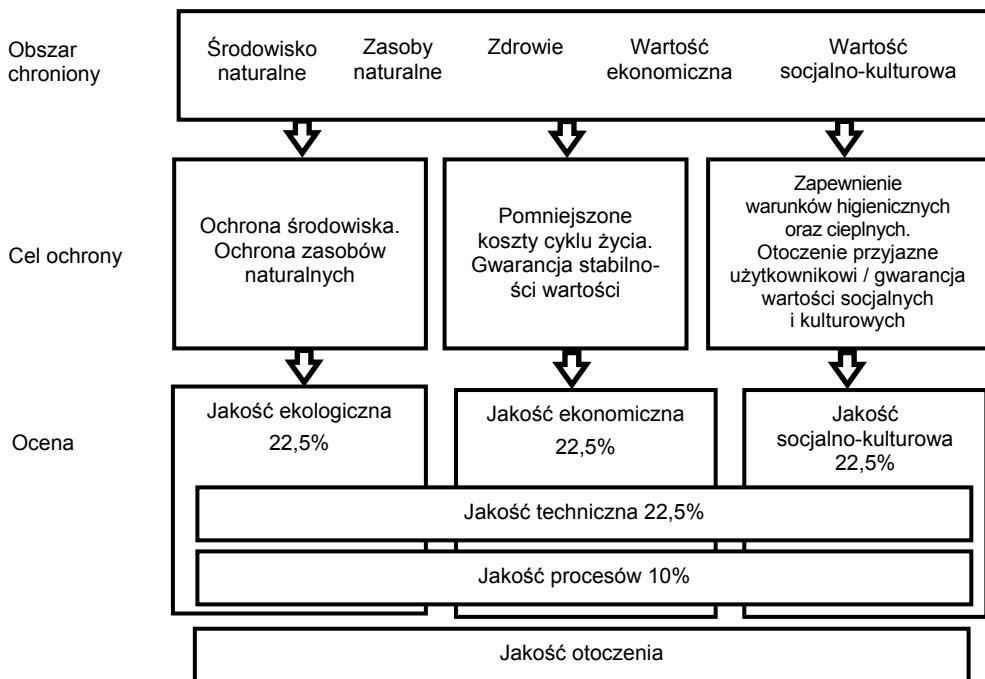 Obszar
chroniony
Środowisko
naturalne
Zasoby
naturalne
Zdrowie
Wartość
ekonomiczna
Wartość
socjalno-kulturowa
Cel ochrony
Ochrona środowiska.
Ochrona zasobów
naturalnych
Pomniejszone
koszty cyklu życia.
Gwarancja stabilno-
ści wartości
Zapewnienie
warunków higienicznych
oraz cieplnych.
Otoczenie przyjazne
użytkownikowi / gwarancja
wartości socjalnych
i kulturowych
Ocena
Jakość ekologiczna
22,5%
Jakość ekonomiczna
22,5%
Jakość
socjalno-kulturowa
22,5%
Jakość techniczna 22,5%
Jakość procesów 10%
Jakość otoczenia